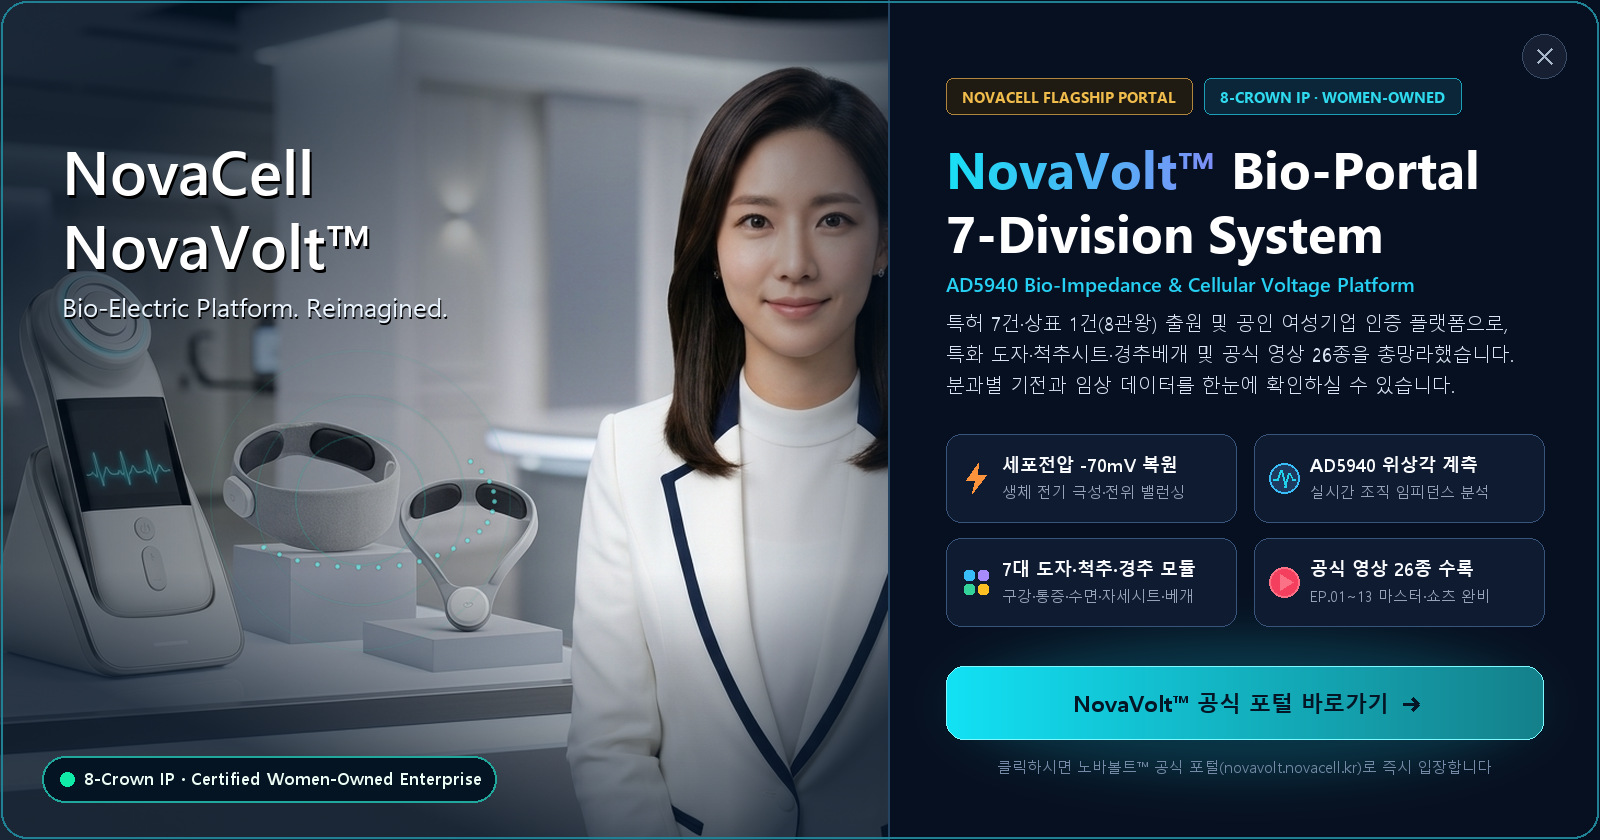 NovaCell
NovaVolt™
Bio-Electric Platform. Reimagined.
8-Crown IP · Certified Women-Owned Enterprise
NOVACELL FLAGSHIP PORTAL
8-CROWN IP · WOMEN-OWNED
NovaVolt™ Bio-Portal
7-Division System
AD5940 Bio-Impedance & Cellular Voltage Platform
특허 7건·상표 1건(8관왕) 출원 및 공인 여성기업 인증 플랫폼으로,
특화 도자·척추시트·경추베개 및 공식 영상 26종을 총망라했습니다.
분과별 기전과 임상 데이터를 한눈에 확인하실 수 있습니다.
세포전압 -70mV 복원
생체 전기 극성·전위 밸런싱
AD5940 위상각 계측
실시간 조직 임피던스 분석
7대 도자·척추·경추 모듈
구강·통증·수면·자세시트·베개
공식 영상 26종 수록
EP.01~13 마스터·쇼츠 완비
NovaVolt™ 공식 포털 바로가기 →
클릭하시면 노바볼트™ 공식 포털(novavolt.novacell.kr)로 즉시 입장합니다